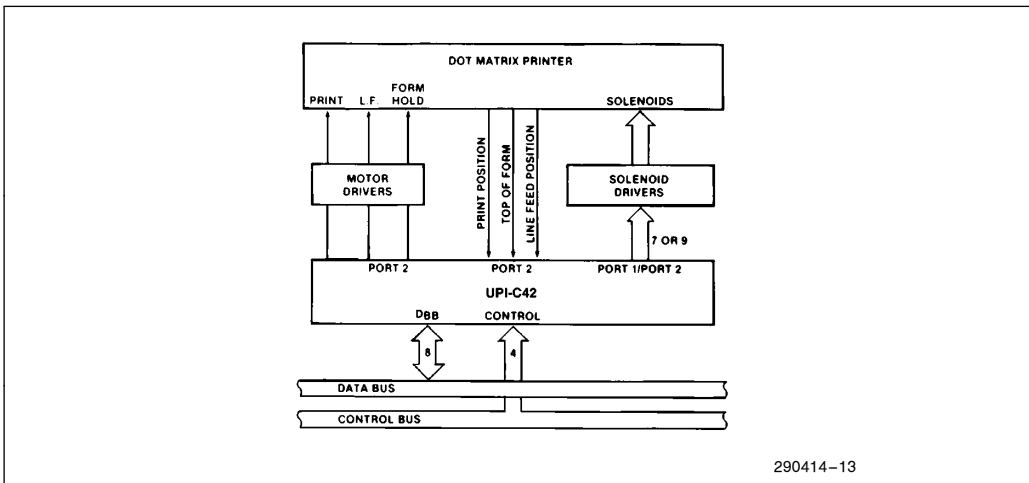 DOT MATRIX PRINTER
FORM
PRINT L.F. HOLD SOLENOIDS
MOTOR
DRIVERS
PRINT POSITION
TOP OF FORM
LINE FEED POSITION
SOLENOID
DRIVERS
7 OR 9
PORT 2 PORT 2 PORT 1/PORT 2
UPI-C42
DBB CONTROL
8 4
DATA BUS
CONTROL BUS
290414-13